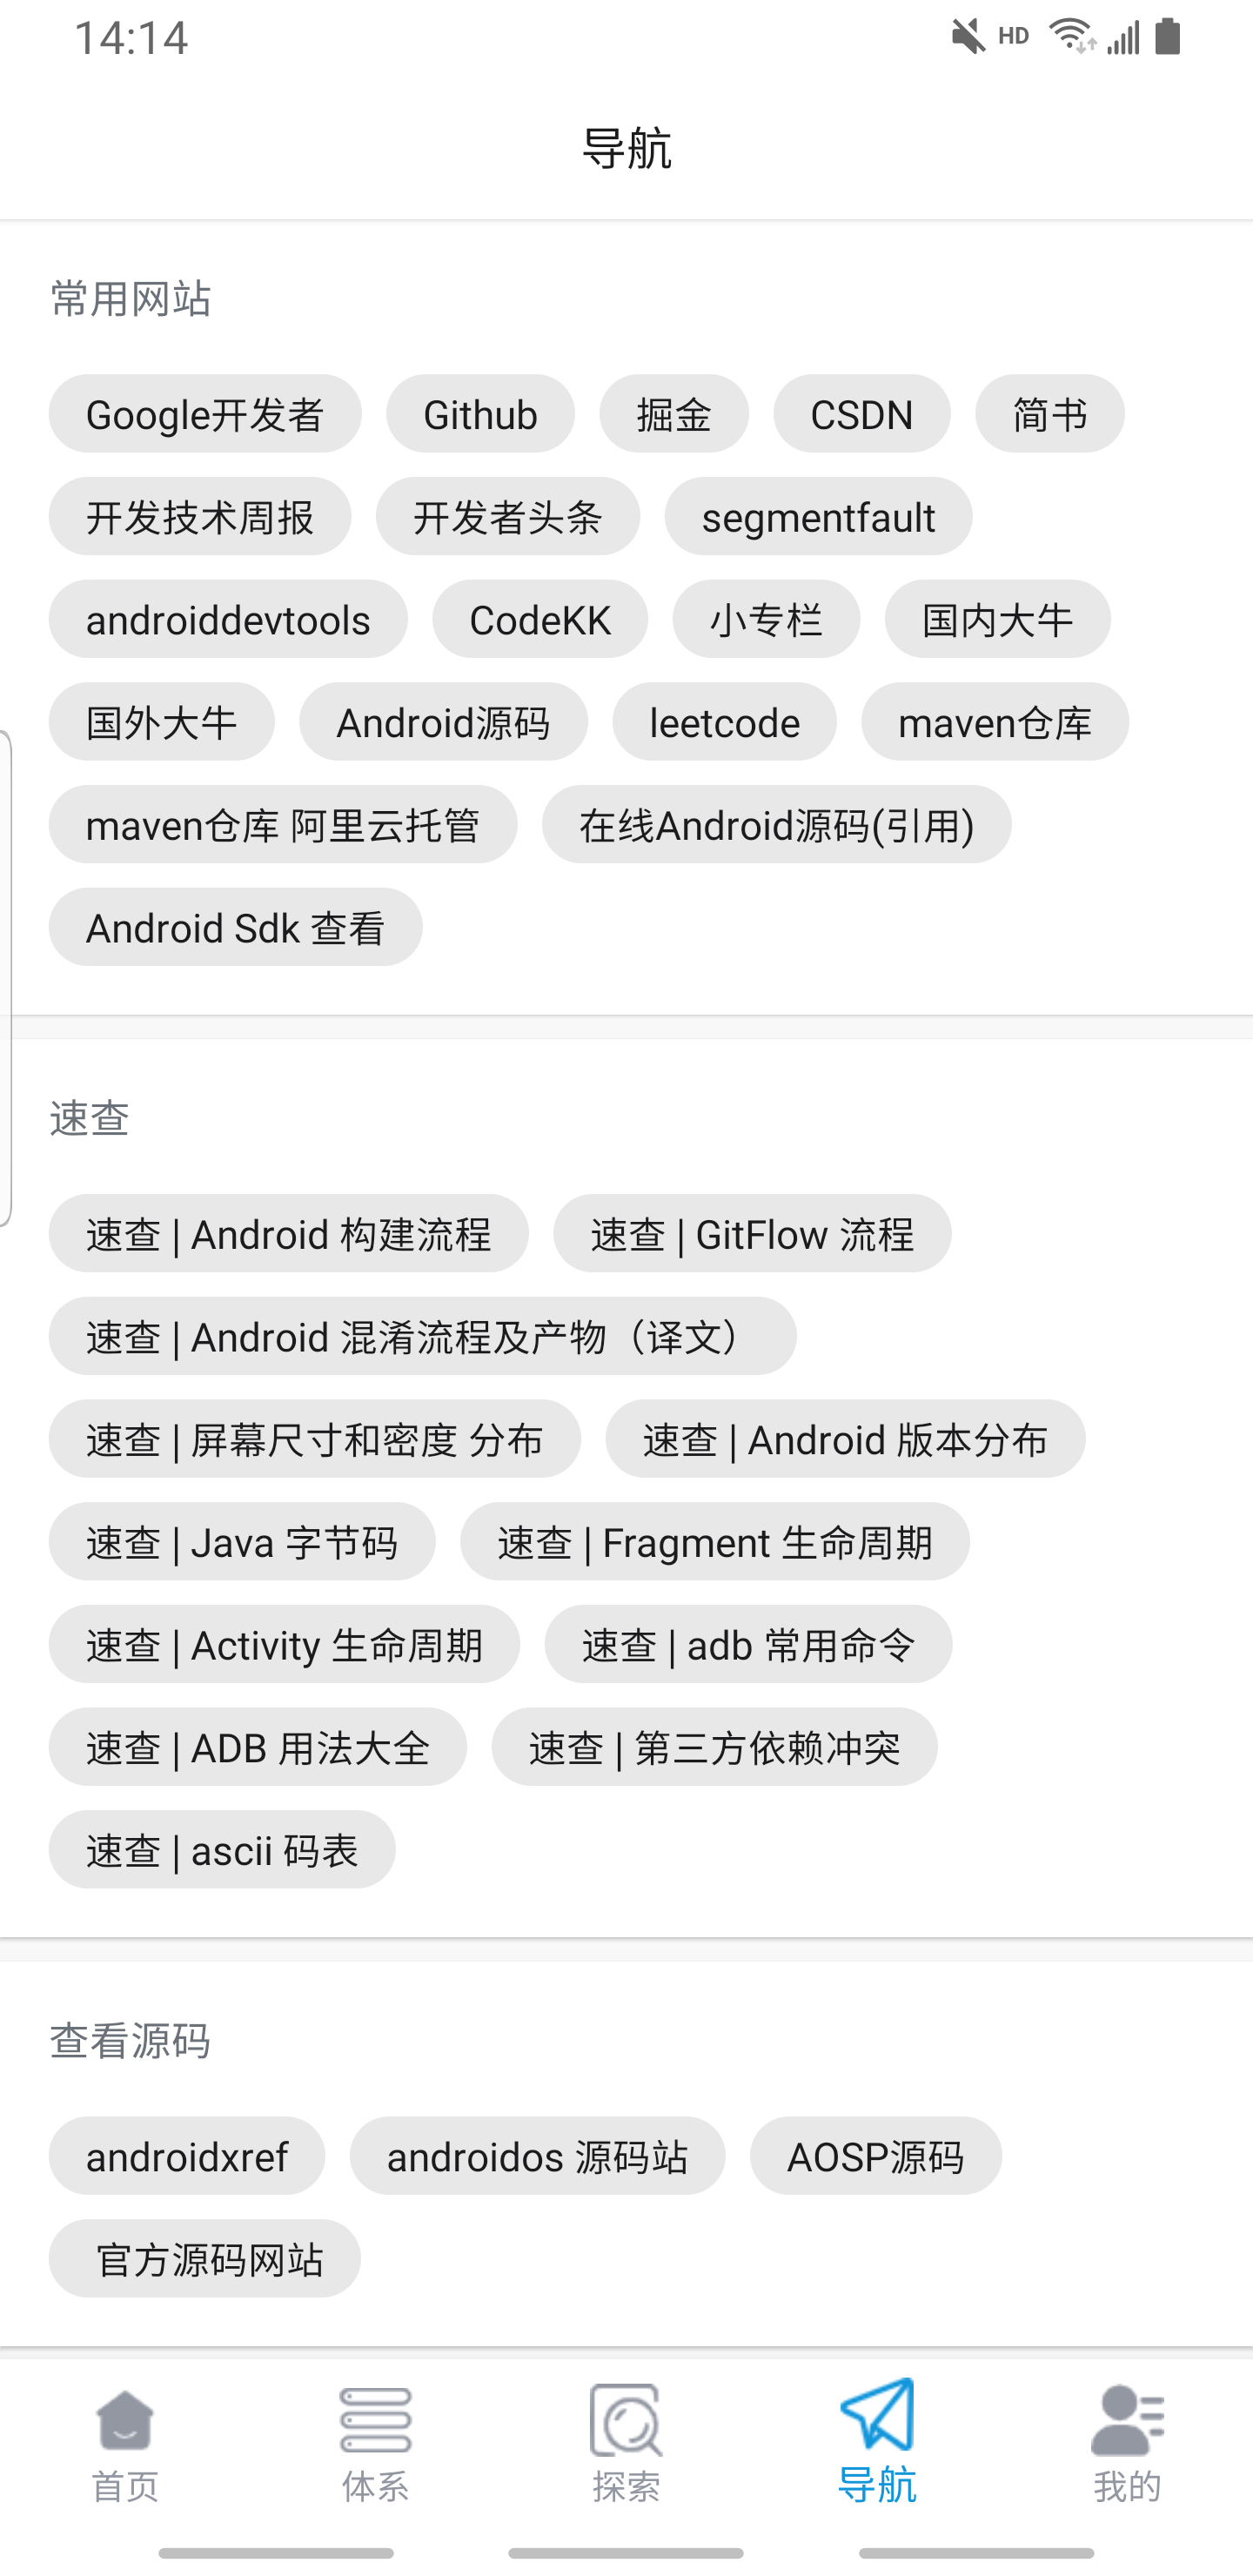 14:14 HD
导航
常用网站
Google开发者 Github 掘金 CSDN 简书
开发技术周报 开发者头条 segmentfault
androiddevtools CodeKK 小专栏 国内大牛
国外大牛 Android源码 leetcode maven仓库
maven仓库 阿里云托管 在线Android源码(引用)
Android Sdk 查看
速查
速查 | Android 构建流程 速查 | GitFlow 流程
速查 | Android 混淆流程及产物（译文）
速查 | 屏幕尺寸和密度 分布 速查 | Android 版本分布
速查 | Java 字节码 速查 | Fragment 生命周期
速查 | Activity 生命周期 速查 | adb 常用命令
速查 | ADB 用法大全 速查 | 第三方依赖冲突
速查 | ascii 码表
查看源码
androidxref androidos 源码站 AOSP源码
官方源码网站
首页 体系 探索 导航 我的